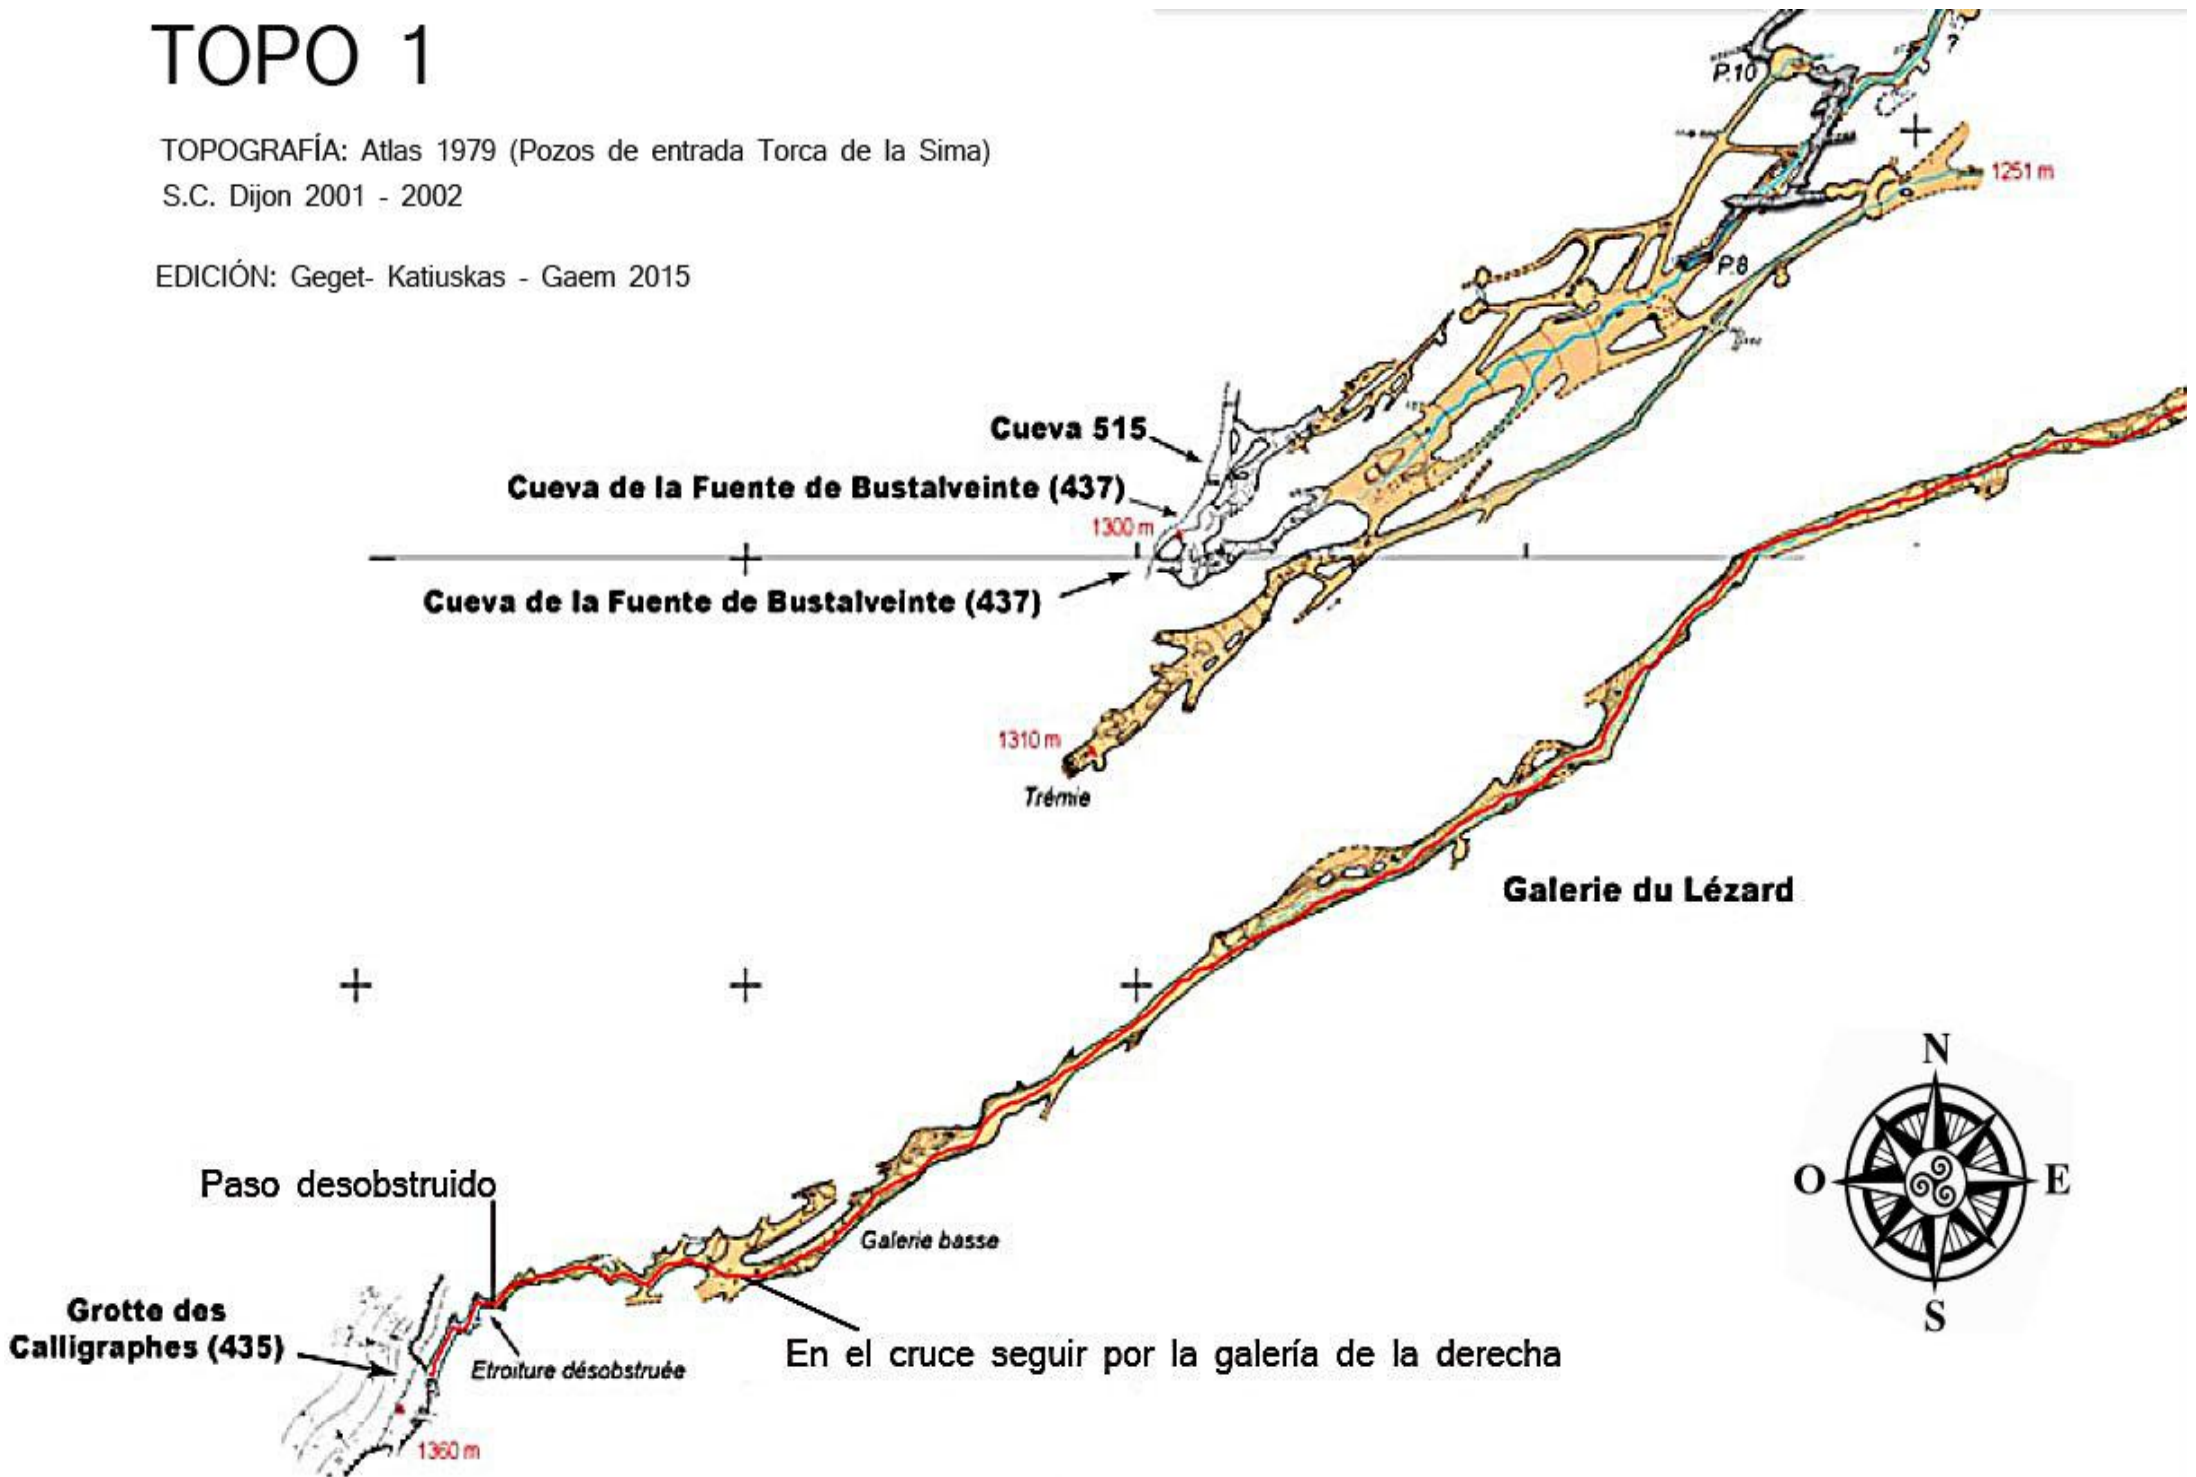 TOPO 1
TOPOGRAFÍA: Atlas 1979 (Pozos de entrada Torca de la Sima)
S.C. Dijon 2001 - 2002
EDICIÓN: Geget- Katiuskas - Gaem 2015
?
P.10
1251 m
P.8
Cueva 515
Cueva de la Fuente de Bustalveinte (437)
1300 m
Cueva de la Fuente de Bustalveinte (437)
1310 m
Trémie
Galerie du Lézard
N
O
E
S
Paso desobstruido
Galerie basse
Grotte des
Calligraphes (435)
Etroiture désobstruée
En el cruce seguir por la galería de la derecha
1360 m